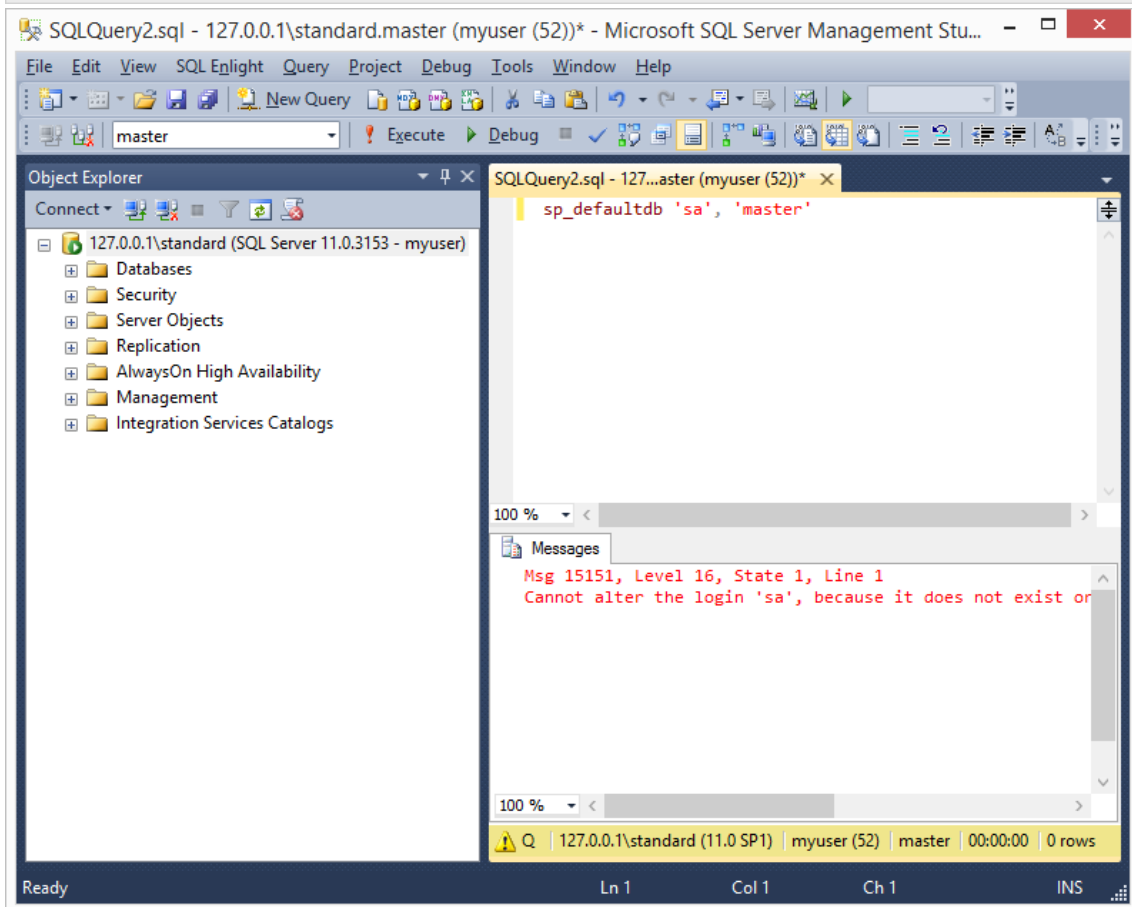 SQLQuery2.sql - 127.0.0.1\standard.master (myuser (52))* - Microsoft SQL Server Management Stu...
File Edit View SQL Enlight Query Project Debug Tools Window Help
New Query
master Execute Debug
Object Explorer
SQLQuery2.sql - 127...aster (myuser (52))*
Connect
sp_defaultdb 'sa', 'master'
127.0.0.1\standard (SQL Server 11.0.3153 - myuser)
Databases
Security
Server Objects
Replication
AlwaysOn High Availability
Management
Integration Services Catalogs
100 %
Messages
Msg 15151, Level 16, State 1, Line 1
Cannot alter the login 'sa', because it does not exist or
100 %
Q 127.0.0.1\standard (11.0 SP1) myuser (52) master 00:00:00 0 rows
Ready Ln 1 Col 1 Ch 1 INS